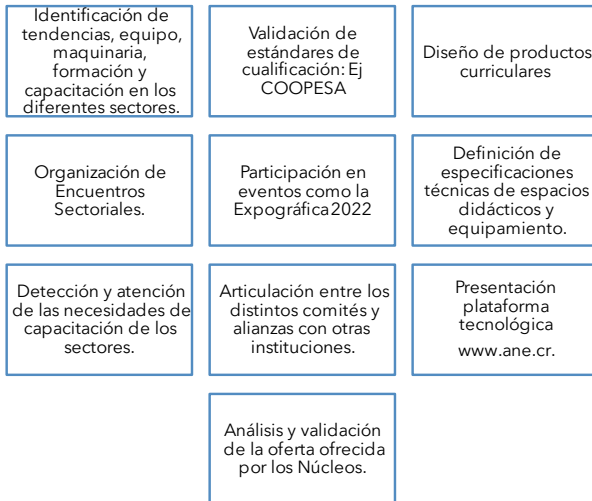 Identificación de
tendencias, equipo,
maquinaria,
formación y
capacitación en los
diferentes sectores.
Validación de
estándares de
cualificación: Ej
COOPESA
Diseño de productos
curriculares
Organización de
Encuentros
Sectoriales.
Participación en
eventos como la
Expográfica 2022
Definición de
especificaciones
técnicas de espacios
didácticos y
equipamiento.
Detección y atención
de las necesidades de
capacitación de los
sectores.
Articulación entre los
distintos comités y
alianzas con otras
instituciones.
Presentación
plataforma
tecnológica
www.ane.cr.
Análisis y validación
de la oferta ofrecida
por los Núcleos.